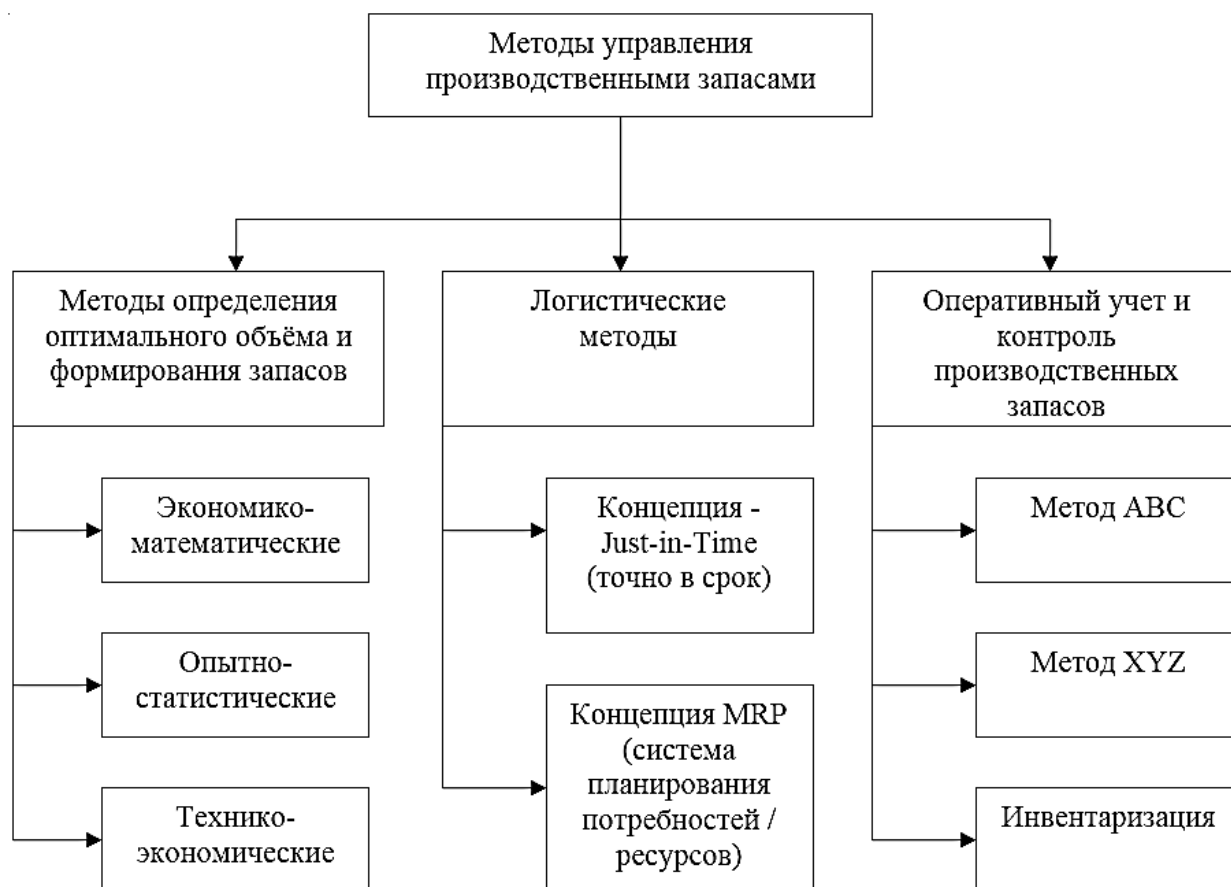 Методы управления
производственными запасами
Методы определения
оптимального объёма и
формирования запасов
Экономико-
математические
Опытно-
статистические
Технико-
экономические
Логистические
методы
Концепция -
Just-in-Time
(точно в срок)
Концепция MRP
(система
планирования
потребностей /
ресурсов)
Оперативный учет и
контроль
производственных
запасов
Метод ABC
Метод XYZ
Инвентаризация